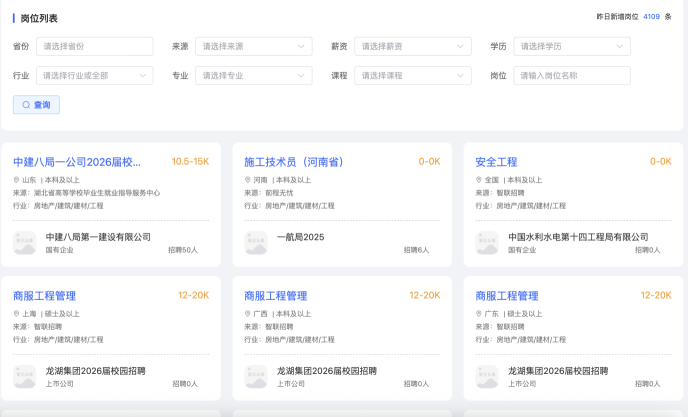 岗位列表
昨日新增岗位 4109 条
省份 请选择省份 来源 请选择来源 薪资 请选择薪资 学历 请选择学历
行业 请选择行业或全部 专业 请选择专业 课程 请选择课程 岗位 请输入岗位名称
查询
中建八局一公司2026届校... 10.5-15K
山东 | 本科及以上
来源: 湖北省高等学校毕业生就业指导服务中心
行业: 房地产/建筑/建材/工程
中建八局第一建设有限公司
国有企业 招聘50人
施工技术员（河南省） 0-0K
河南 | 本科及以上
来源: 前程无忧
行业: 房地产/建筑/建材/工程
一航局2025
招聘6人
安全工程 0-0K
全国 | 本科及以上
来源: 智联招聘
行业: 房地产/建筑/建材/工程
中国水利水电第十四工程局有限公司
国有企业 招聘0人
商服工程管理 12-20K
上海 | 硕士及以上
来源: 智联招聘
行业: 房地产/建筑/建材/工程
龙湖集团2026届校园招聘
上市公司 招聘0人
商服工程管理 12-20K
广西 | 本科及以上
来源: 智联招聘
行业: 房地产/建筑/建材/工程
龙湖集团2026届校园招聘
上市公司 招聘0人
商服工程管理 12-20K
广东 | 硕士及以上
来源: 智联招聘
行业: 房地产/建筑/建材/工程
龙湖集团2026届校园招聘
上市公司 招聘0人